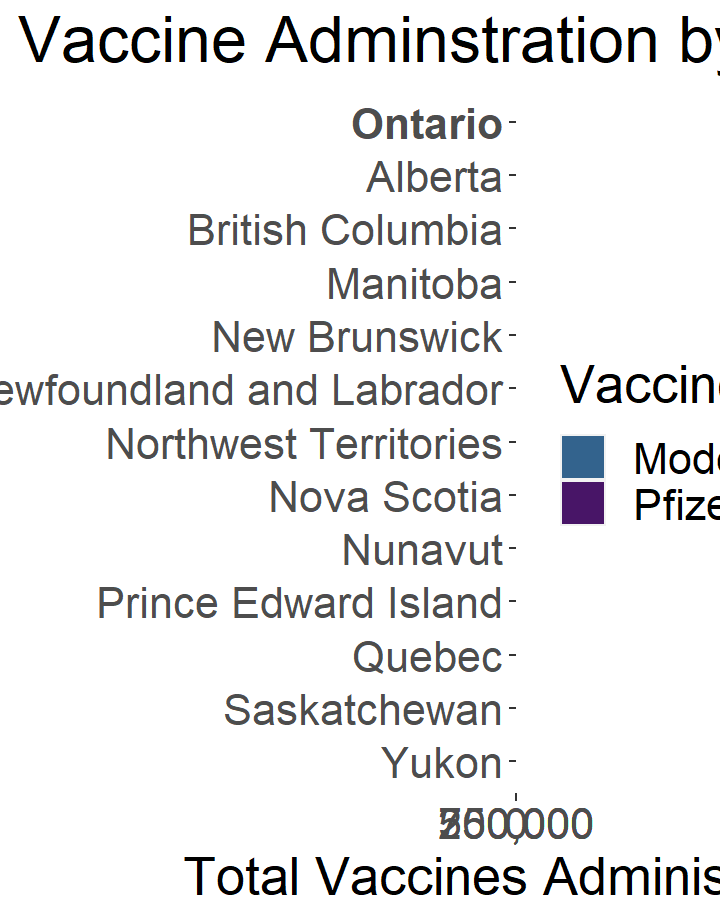 Vaccine Adminstration by
Ontario
Alberta
British Columbia
Manitoba
New Brunswick
ewfoundland and Labrador
Northwest Territories
Nova Scotia
Nunavut
Prince Edward Island
Quebec
Saskatchewan
Yukon
Vaccine
Mode
Pfize
Total Vaccines Adminis